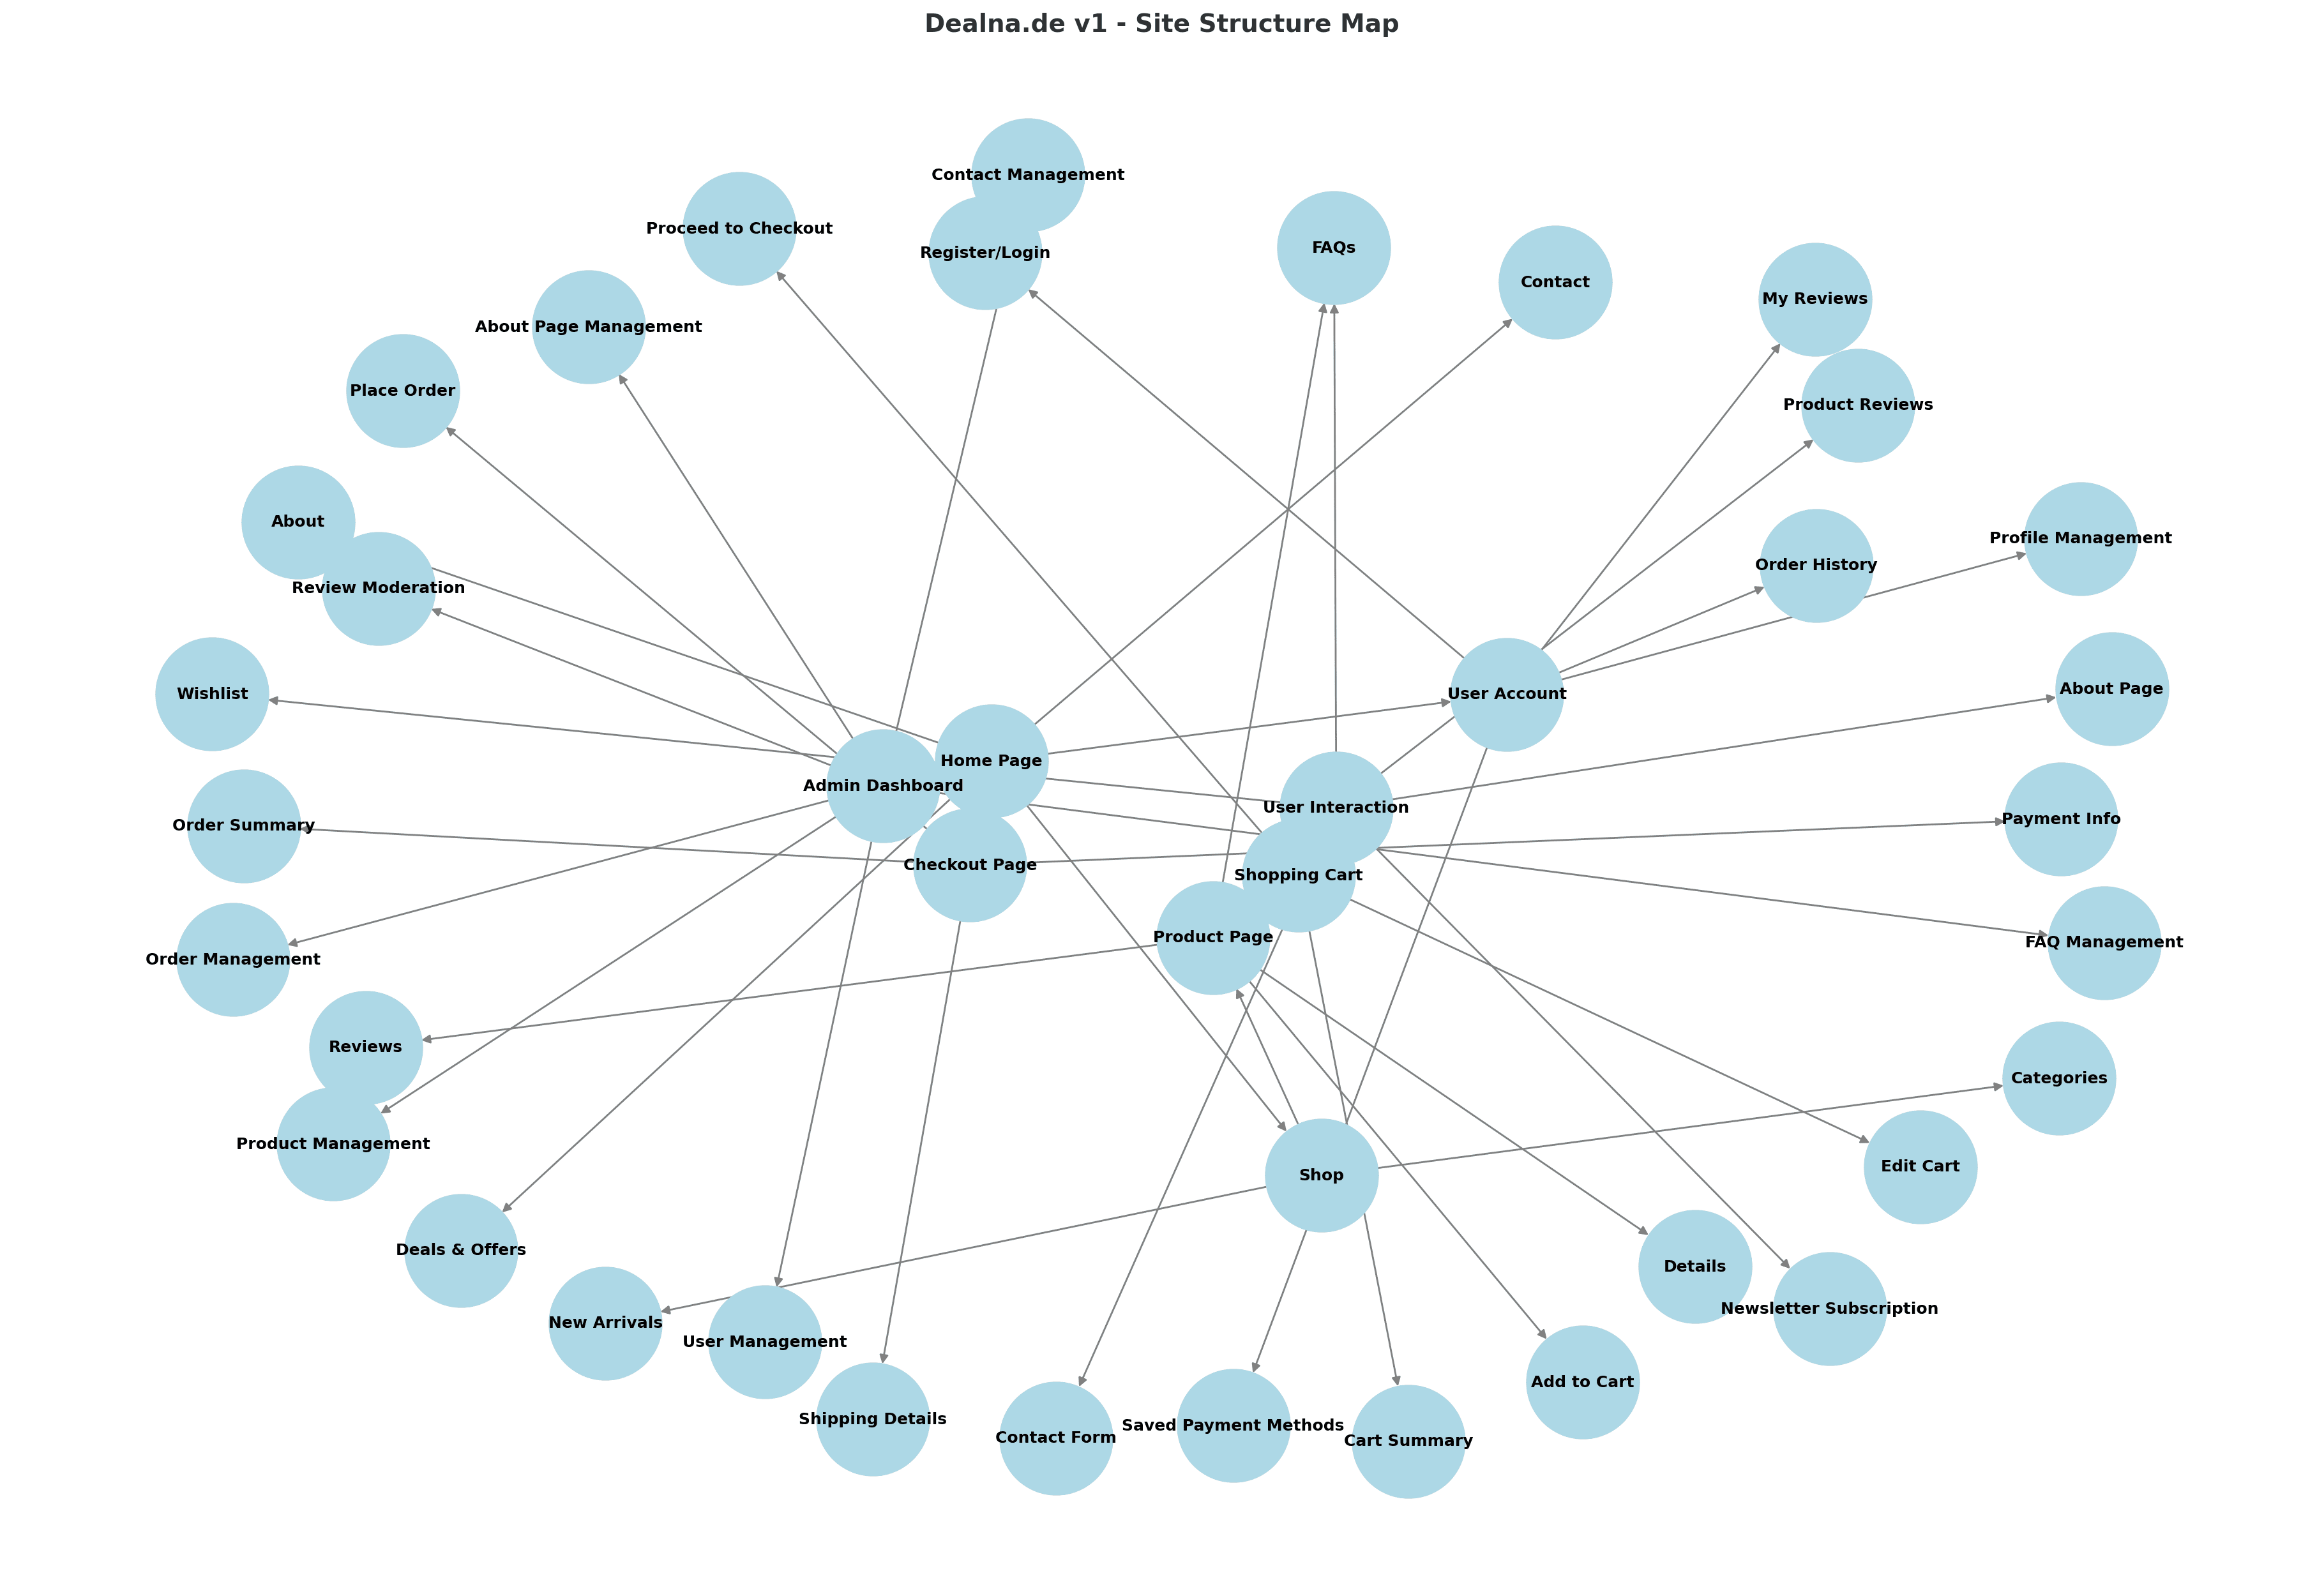 Dealna.de v1 - Site Structure Map
Contact Management
Proceed to Checkout
Register/Login
FAQs
Contact
My Reviews
About Page Management
Place Order
Product Reviews
About
Profile Management
Order History
Review Moderation
Wishlist
User Account
About Page
Home Page
Admin Dashboard
User Interaction
Order Summary
Payment Info
Checkout Page
Shopping Cart
Product Page
FAQ Management
Order Management
Reviews
Categories
Product Management
Edit Cart
Shop
Deals & Offers
Details
Newsletter Subscription
New Arrivals
User Management
Add to Cart
Shipping Details
Saved Payment Methods
Contact Form
Cart Summary